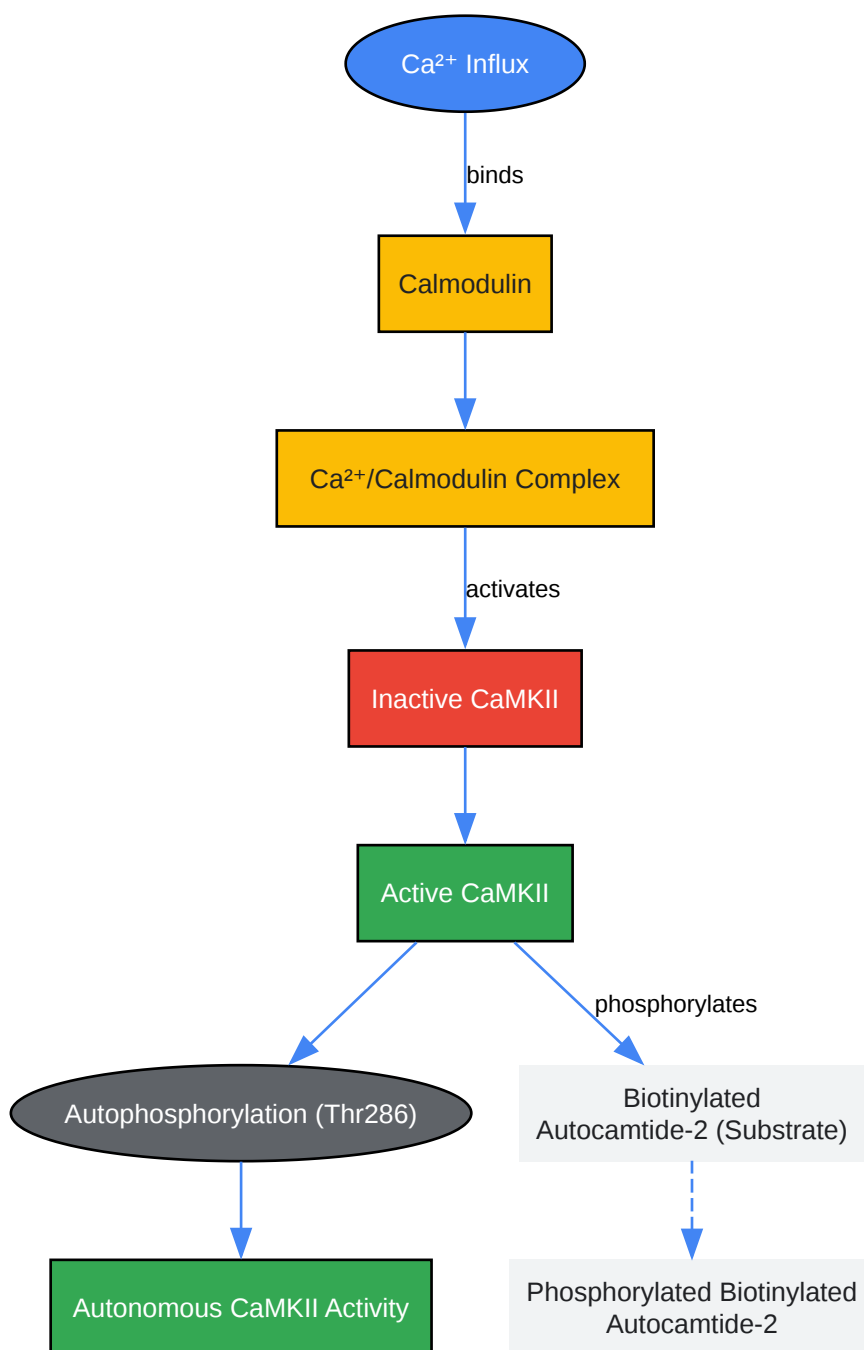 Ca²⁺ Influx
binds
Calmodulin
Ca²⁺/Calmodulin Complex
activates
Inactive CaMKII
Active CaMKII
phosphorylates
Autophosphorylation (Thr286)
Biotinylated
Autocamtide-2 (Substrate)
Autonomous CaMKII Activity
Phosphorylated Biotinylated
Autocamtide-2